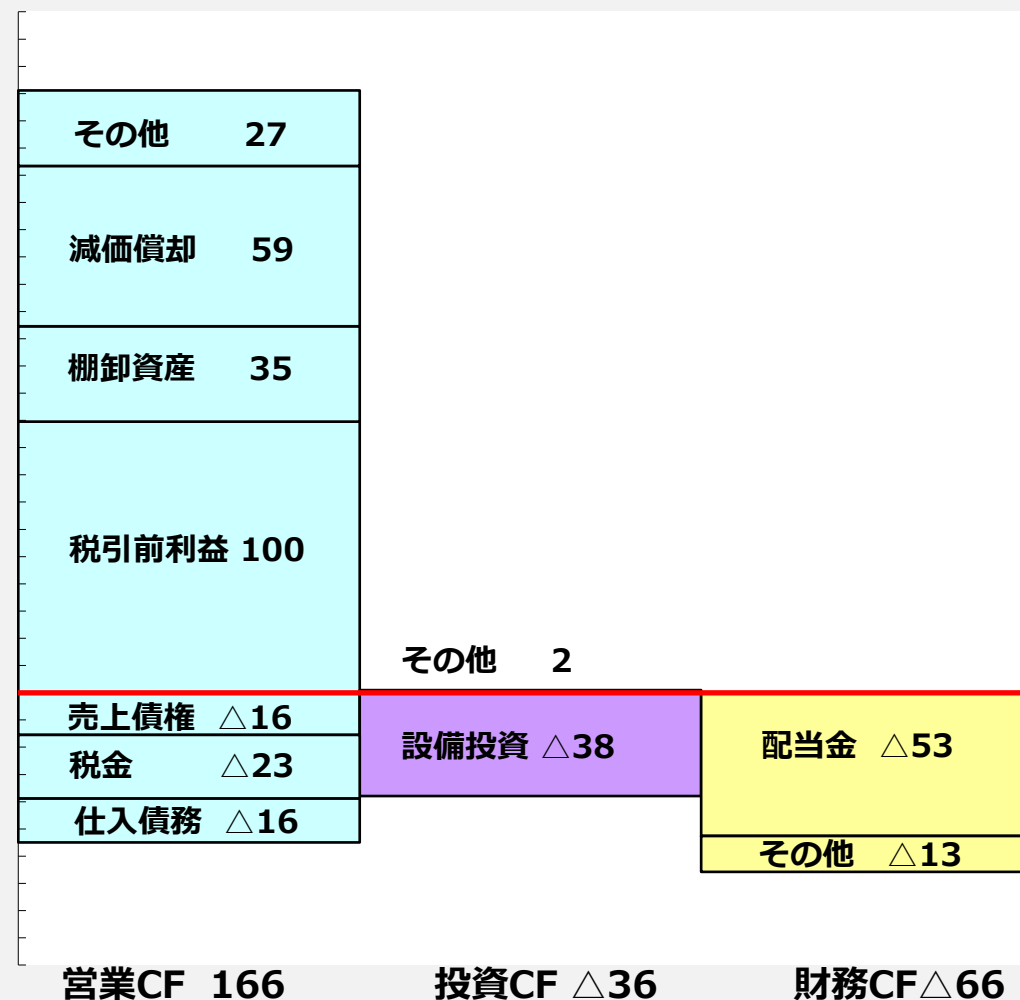 その他 27
減価償却 59
棚卸資産 35
税引前利益 100
売上債権 △16
税金 △23
仕入債務 △16
その他 2
設備投資 △38
配当金 △53
その他 △13
営業CF 166
投資CF △36
財務CF△66